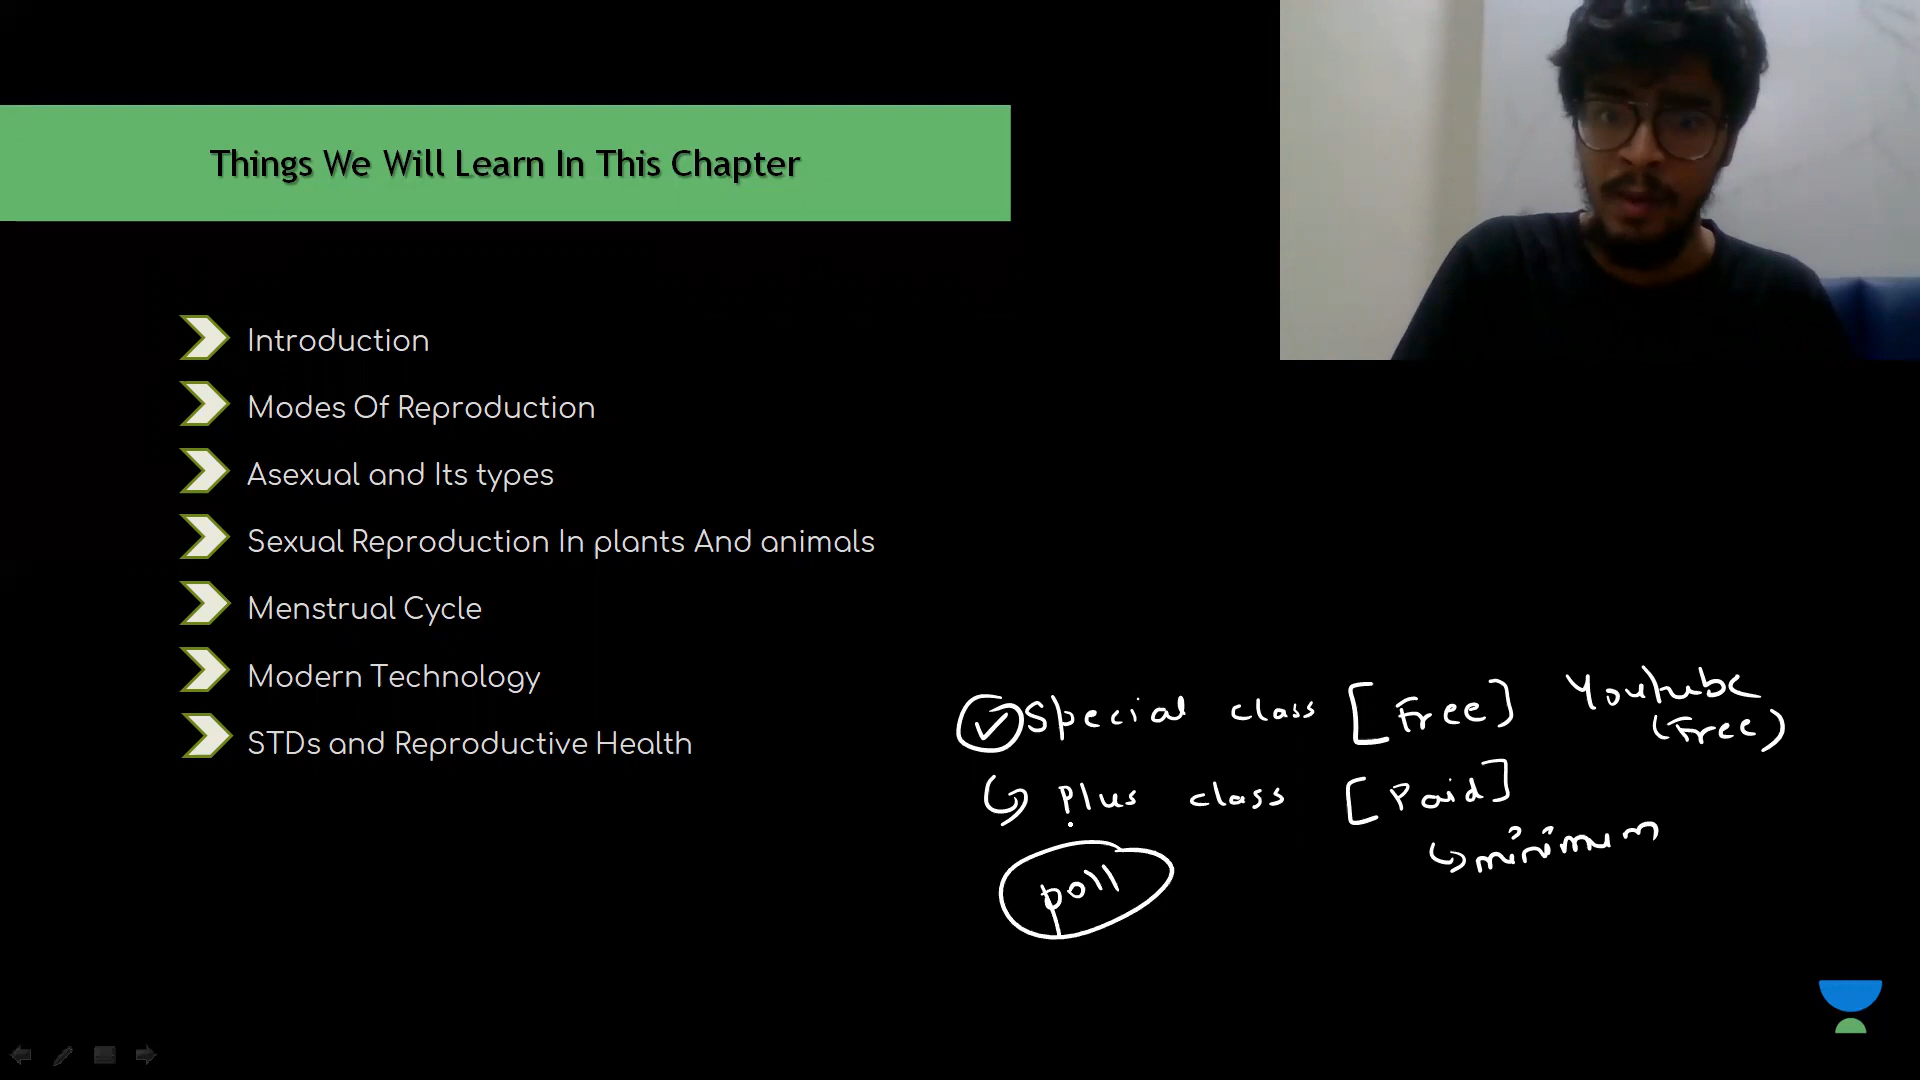 Things We Will Learn In This Chapter
Introduction
Modes Of Reproduction
Asexual and Its types
Sexual Reproduction In plants And animals
Menstrual Cycle
Modern Technology
STDs and Reproductive Health
Special class [Free] Youtube
(Free)
Plus class [Paid]
minimum
poll